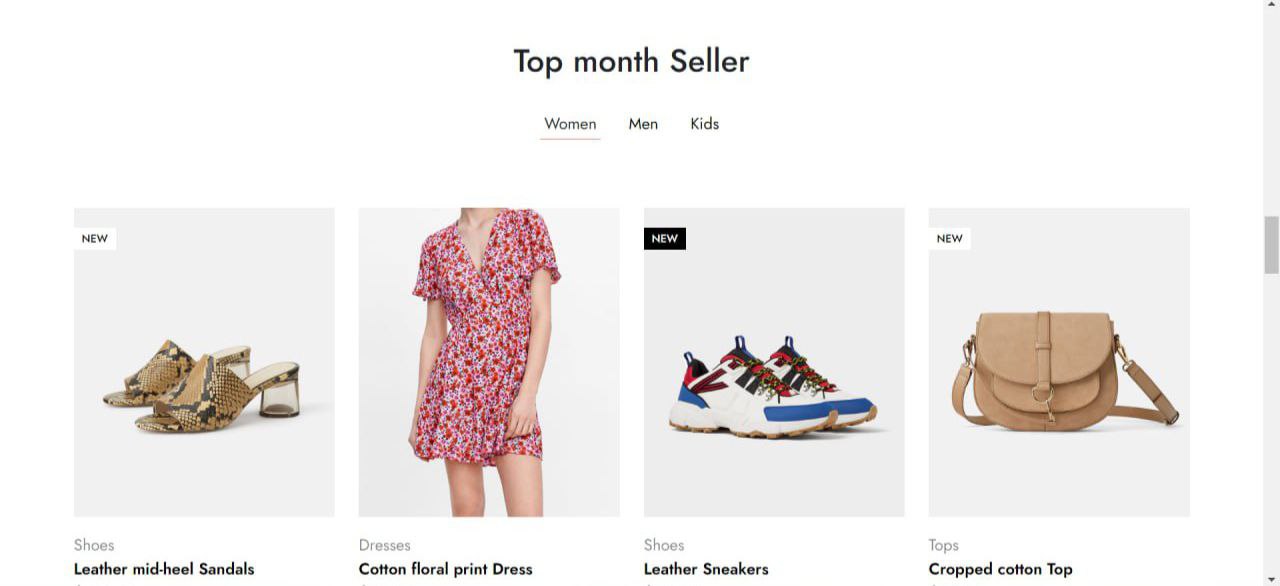 Top month Seller
Women Men Kids
NEW NEW NEW
Shoes Dresses Shoes Tops
Leather mid-heel Sandals Cotton floral print Dress Leather Sneakers Cropped cotton Top